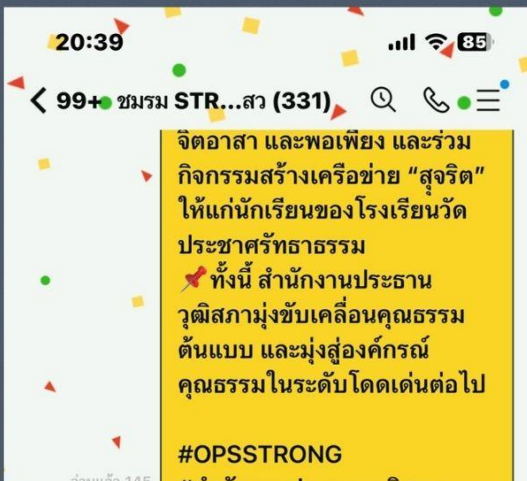 20:39
85
99+ ชมรม STR...สว (331)
จิตอาสา และพอเพียง และร่วม
กิจกรรมสร้างเครือข่าย “สุจริต”
ให้แก่นักเรียนของโรงเรียนวัด
ประชาศรัทธาธรรม
📌 ทั้งนี้ สำนักงานประธาน
วุฒิสภามุ่งขับเคลื่อนคุณธรรม
ต้นแบบ และมุ่งสู่องค์กรณ์
คุณธรรมในระดับโดดเด่นต่อไป
#OPSSTRONG
อ่านแล้ว 145